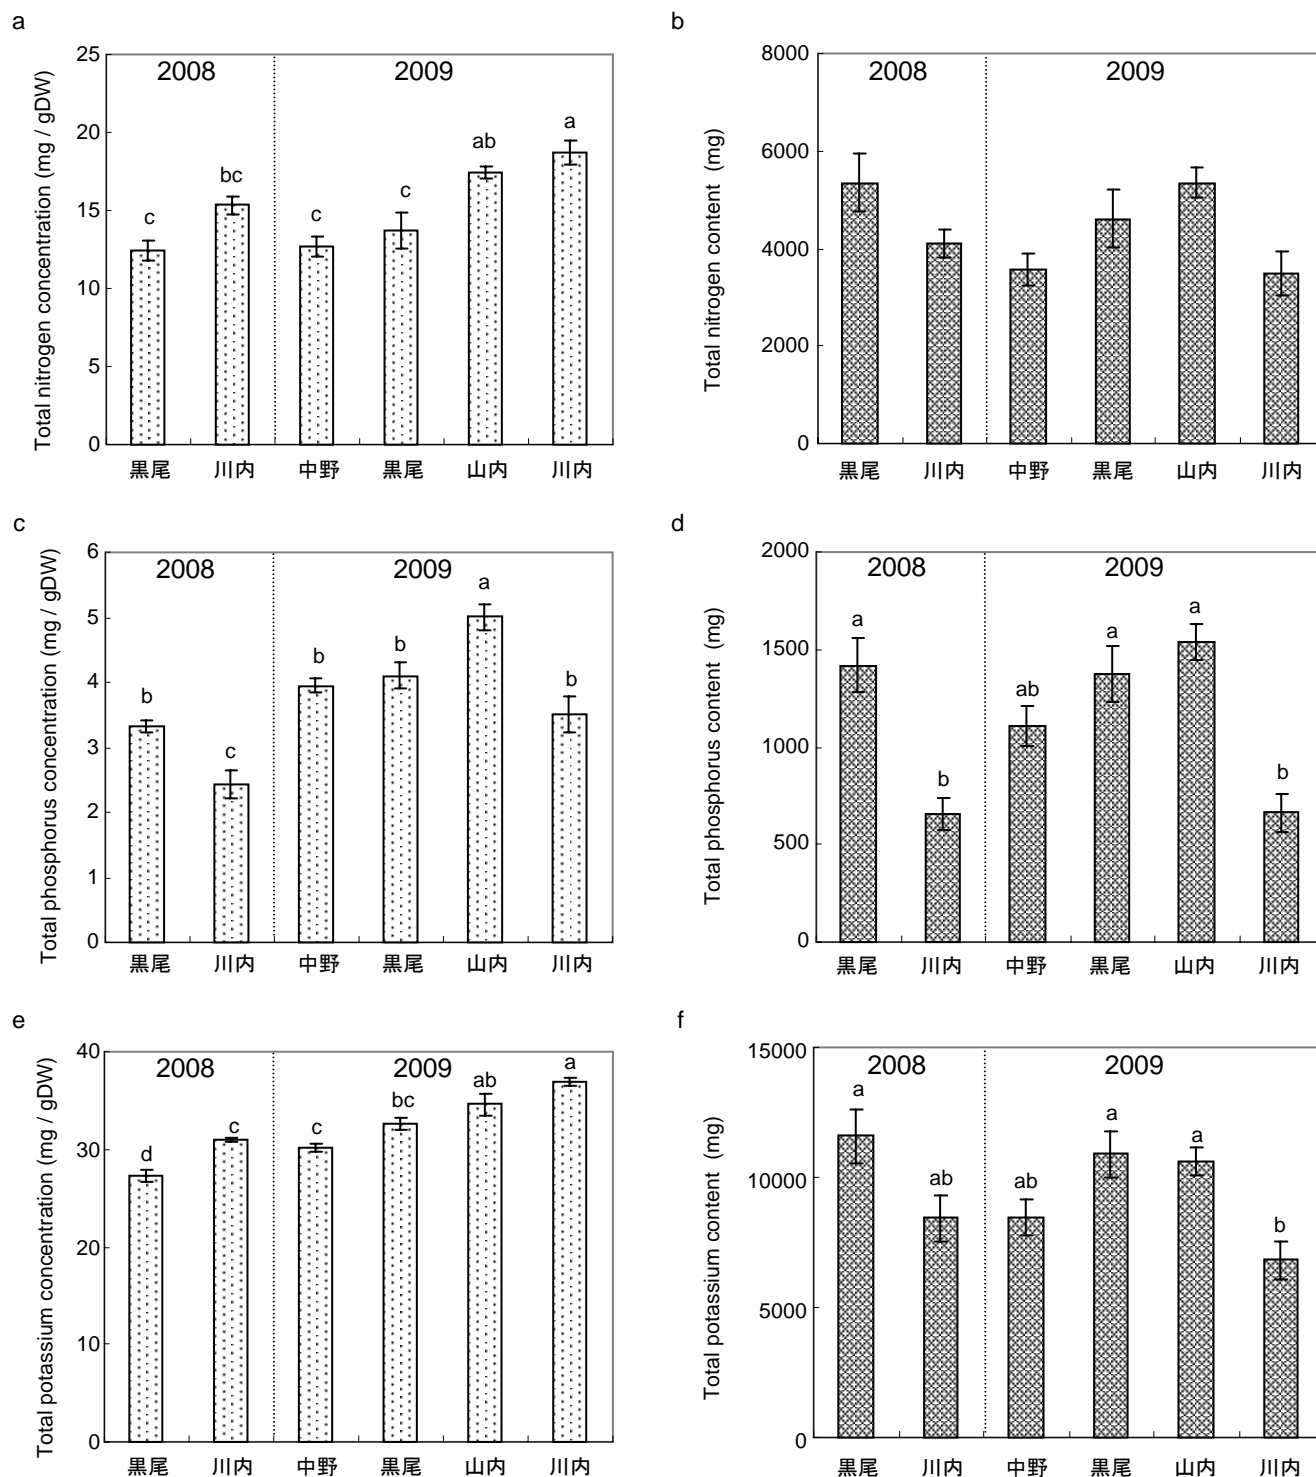 a
Total nitrogen concentration (mg / gDW)
25
20
15
10
5
0
2008 2009
c bc c c ab a
黒尾 川内 中野 黒尾 山内 川内
b
Total nitrogen content (mg)
8000
6000
4000
2000
0
2008 2009
黒尾 川内 中野 黒尾 山内 川内
c
Total phosphorus concentration (mg / gDW)
6
5
4
3
2
1
0
2008 2009
b c b b a b
黒尾 川内 中野 黒尾 山内 川内
d
Total phosphorus content (mg)
2000
1500
1000
500
0
2008 2009
a b ab a a b
黒尾 川内 中野 黒尾 山内 川内
e
Total potassium concentration (mg / gDW)
40
30
20
10
0
2008 2009
d c c bc ab a
黒尾 川内 中野 黒尾 山内 川内
f
Total potassium content (mg)
15000
10000
5000
0
2008 2009
a ab ab a a b
黒尾 川内 中野 黒尾 山内 川内